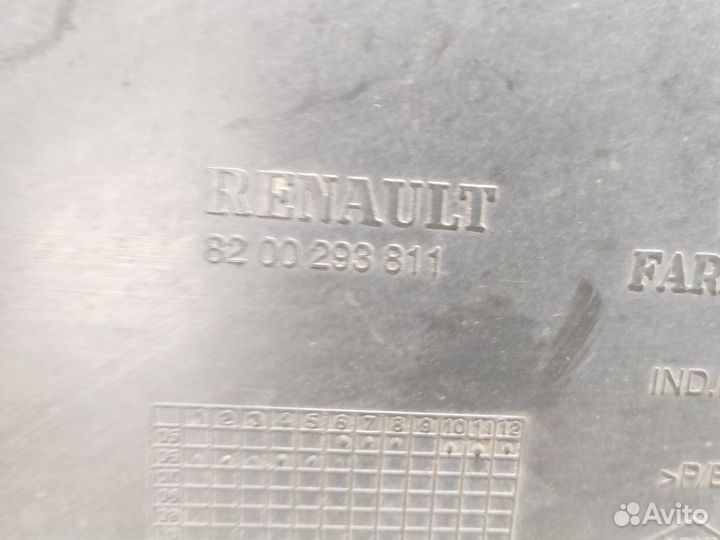 RENAULT
82 00 293 811
FAR
IND.
1 2 3 4 5 6 7 8 9 10 11 12
>P/E
Avito